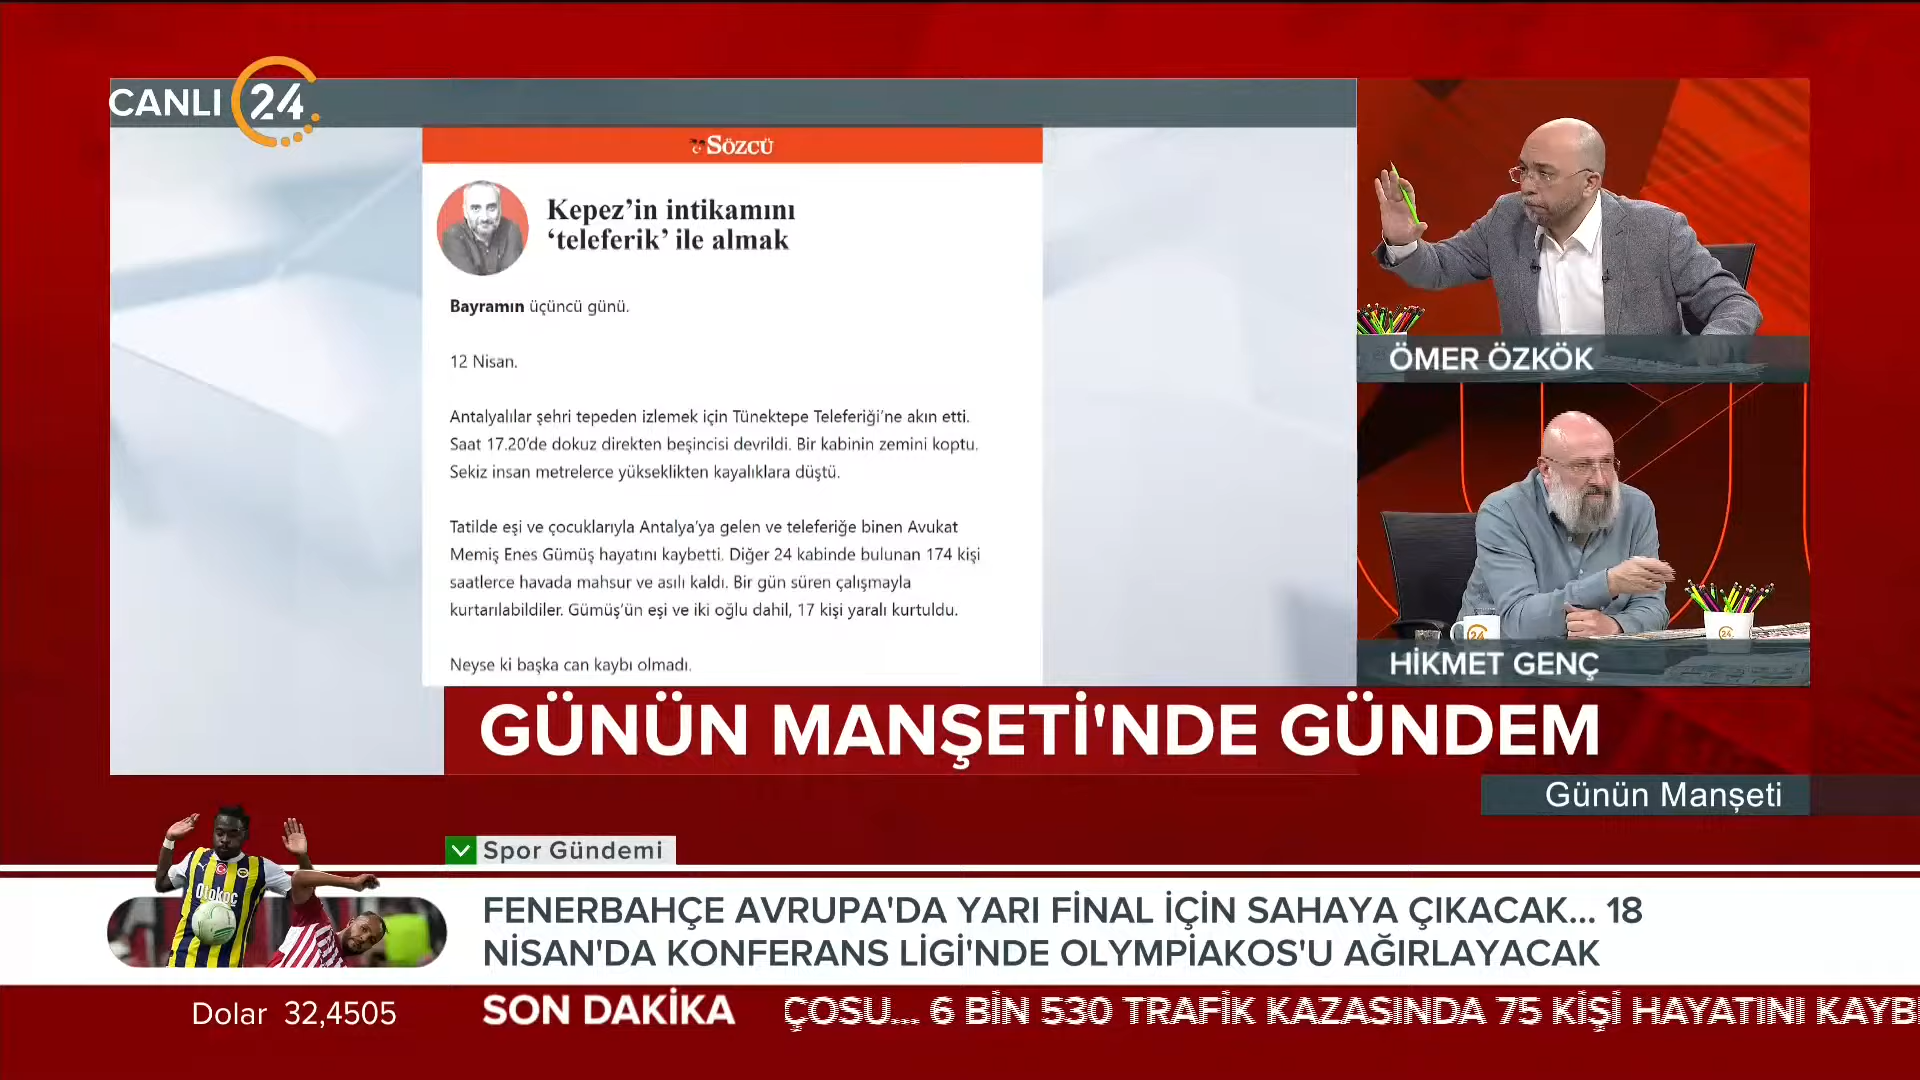 CANLI 24
SÖZCÜ
Kepez'in intikamını
'teleferik' ile almak
Bayramın üçüncü günü.
12 Nisan.
Antalyalılar şehri tepeden izlemek için Tünektepe Teleferiği'ne akın etti.
Saat 17.20'de dokuz direkten beşincisi devrildi. Bir kabinin zemini koptu.
Sekiz insan metrelerce yükseklikten kayalıklara düştü.
Tatilde eşi ve çocuklarıyla Antalya'ya gelen ve teleferiğe binen Avukat
Memiş Enes Gümüş hayatını kaybetti. Diğer 24 kabinde bulunan 174 kişi
saatlerce havada mahsur ve asılı kaldı. Bir gün süren çalışmayla
kurtarılabildiler. Gümüş'ün eşi ve iki oğlu dahil, 17 kişi yaralı kurtuldu.
Neyse ki başka can kaybı olmadı.
ÖMER ÖZKÖK
24
24
HİKMET GENÇ
GÜNÜN MANŞETİ'NDE GÜNDEM
Günün Manşeti
Spor Gündemi
Otokoç
FENERBAHÇE AVRUPA'DA YARI FİNAL İÇİN SAHAYA ÇIKACAK... 18
NİSAN'DA KONFERANS LİGİ'NDE OLYMPİAKOS'U AĞIRLAYACAK
Dolar 32,4505
SON DAKİKA
ÇOSU... 6 BİN 530 TRAFİK KAZASINDA 75 KİŞİ HAYATINI KAYB